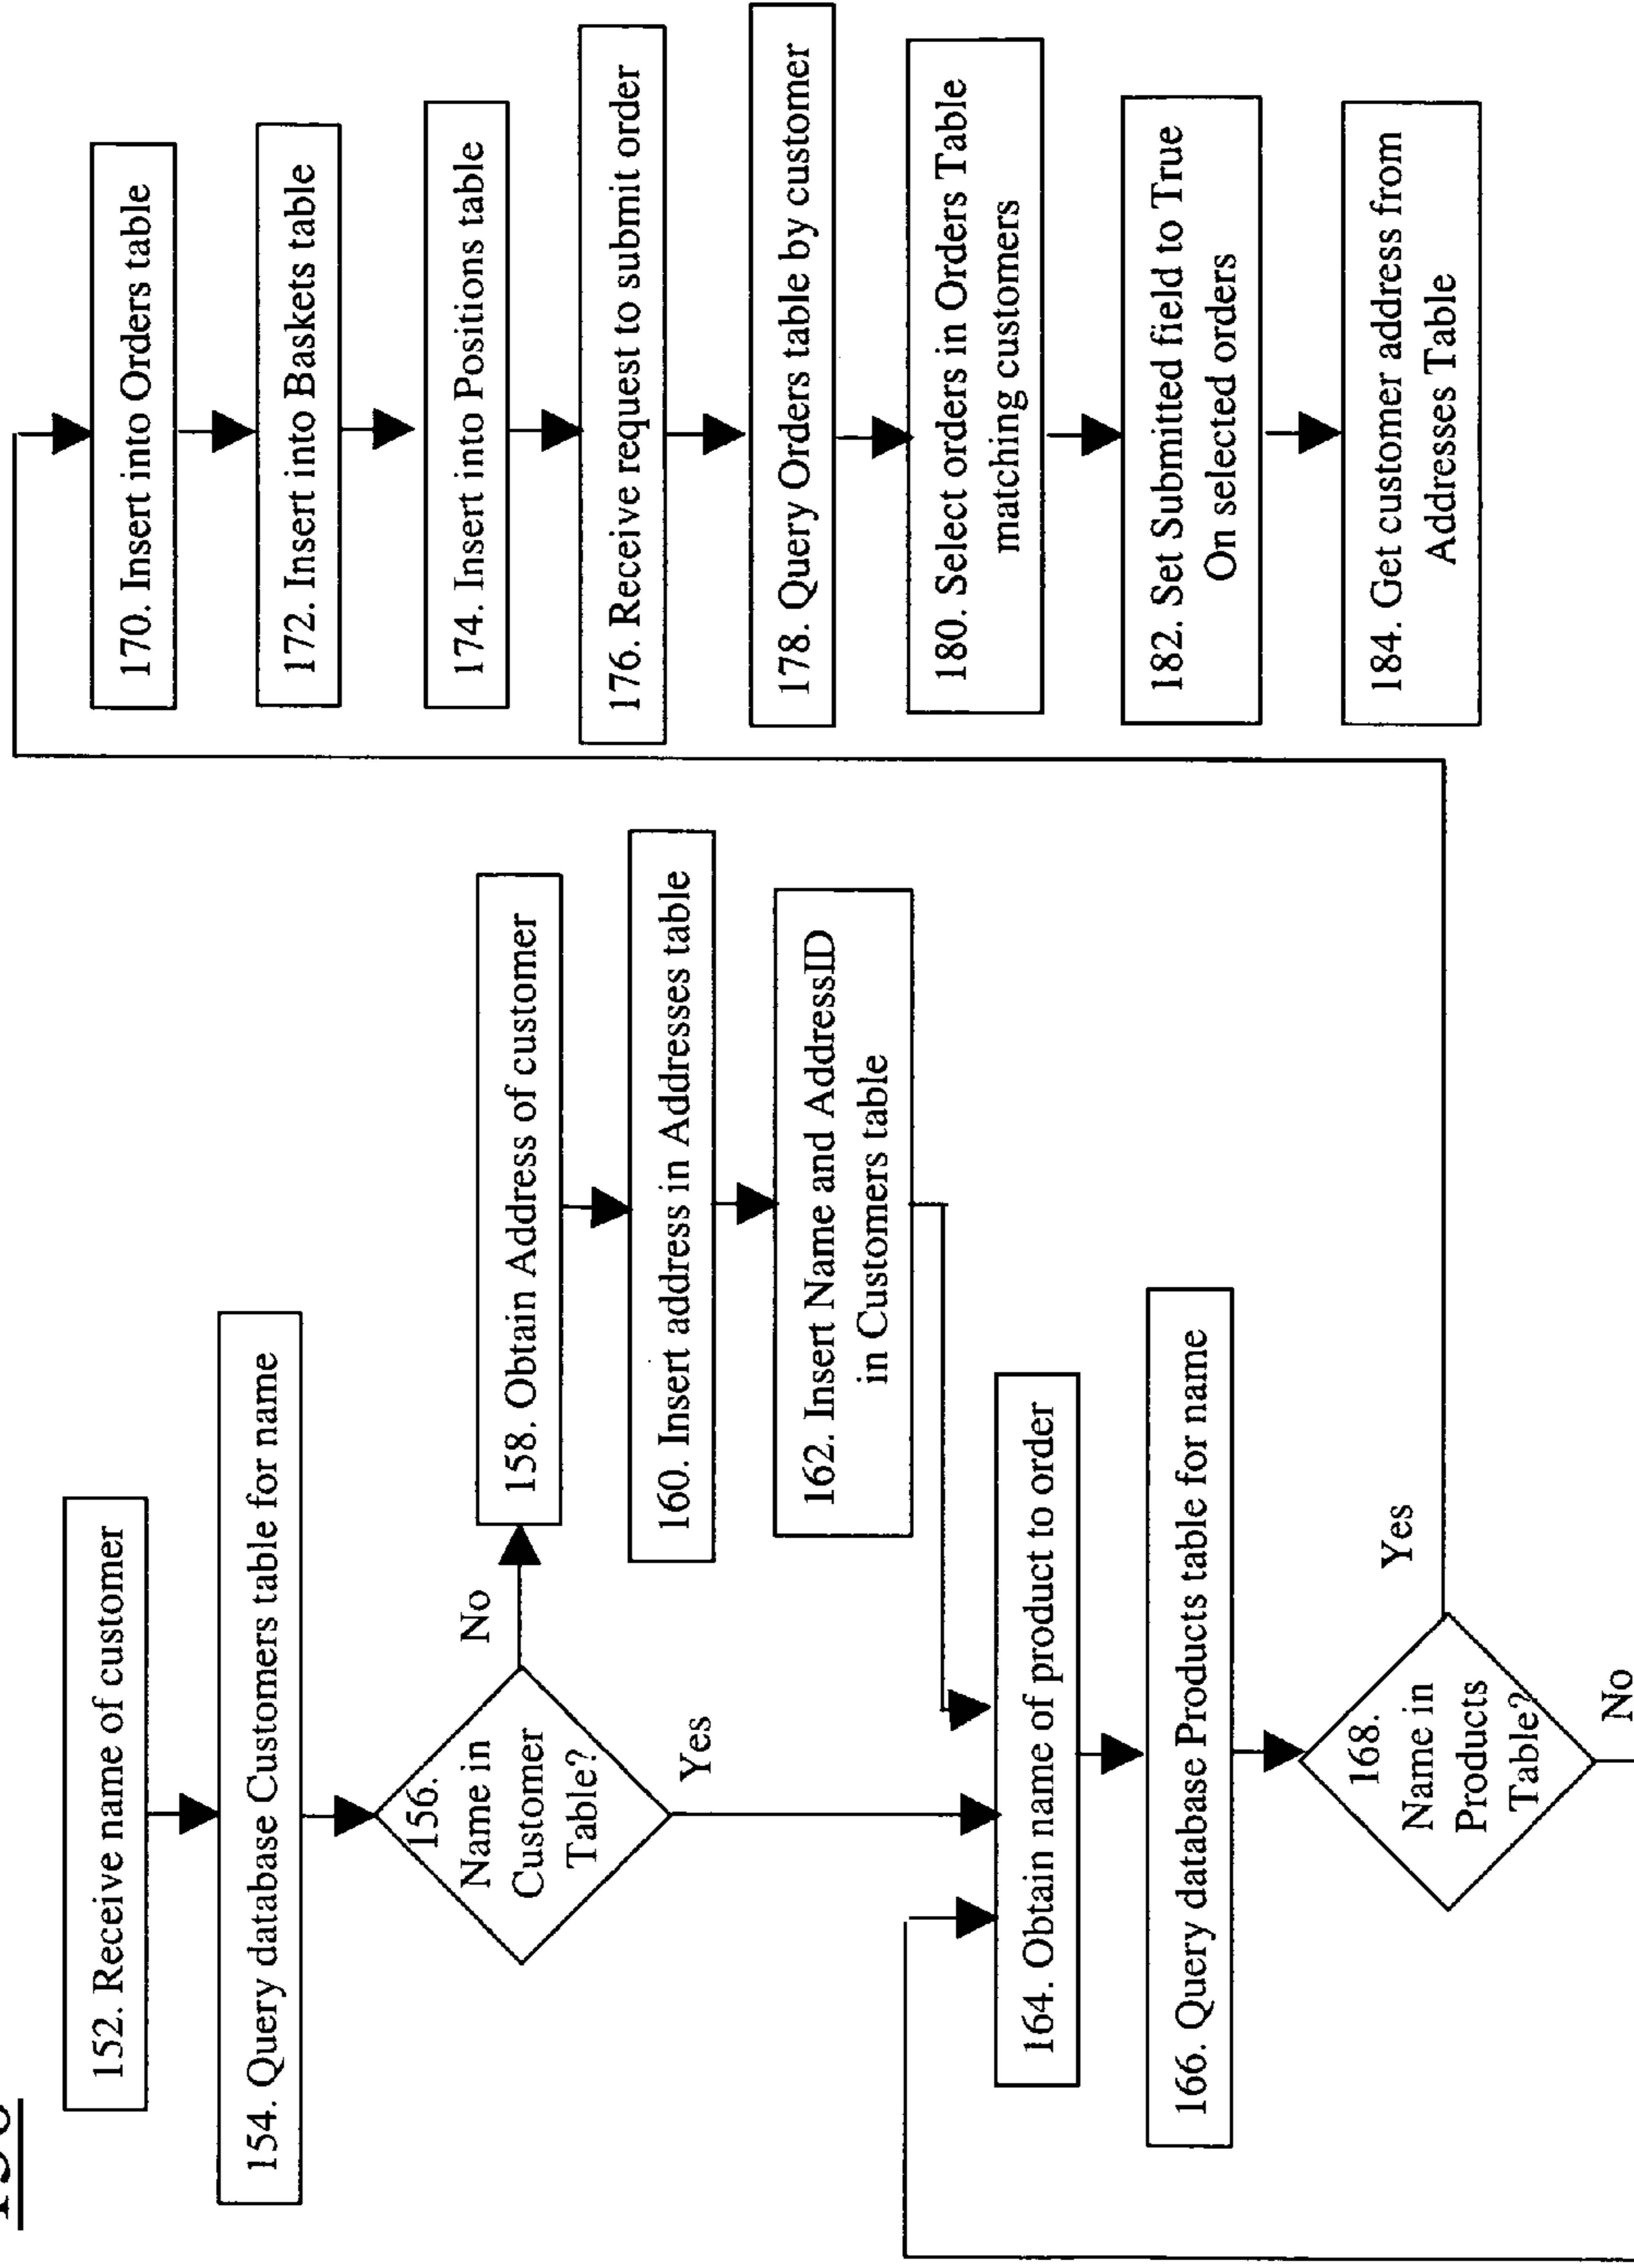 152. Receive name of customer
154. Query database Customers table for name
156.
Name in
Customer
Table?
No
Yes
158. Obtain Address of customer
160. Insert address in Addresses table
162. Insert Name and AddressID
in Customers table
164. Obtain name of product to order
166. Query database Products table for name
168.
Name in
Products
Table?
Yes
No
170. Insert into Orders table
172. Insert into Baskets table
174. Insert into Positions table
176. Receive request to submit order
178. Query Orders table by customer
180. Select orders in Orders Table
matching customers
182. Set Submitted field to True
On selected orders
184. Get customer address from
Addresses Table